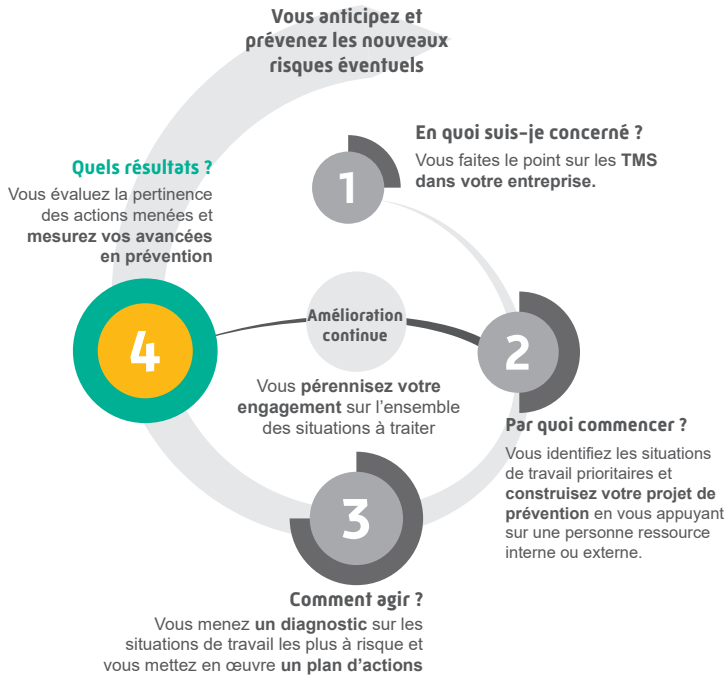 Vous anticipez et
prévenez les nouveaux
risques éventuels
1
En quoi suis-je concerné ?
Vous faites le point sur les TMS
dans votre entreprise.
Quels résultats ?
Vous évaluez la pertinence
des actions menées et
mesurez vos avancées
en prévention
4
Amélioration
continue
Vous pérennisez votre
engagement sur l’ensemble
des situations à traiter
2
Par quoi commencer ?
Vous identifiez les situations
de travail prioritaires et
construisez votre projet de
prévention en vous appuyant
sur une personne ressource
interne ou externe.
3
Comment agir ?
Vous menez un diagnostic sur les
situations de travail les plus à risque et
vous mettez en œuvre un plan d’actions